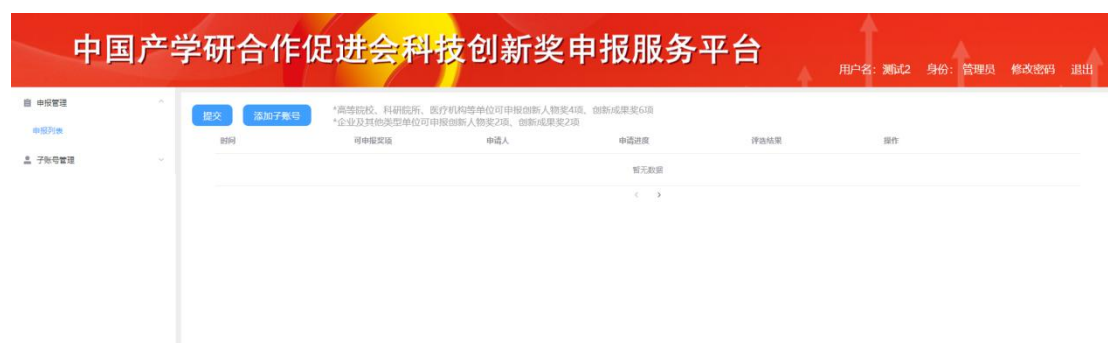 中国产学研合作促进会科技创新奖申报服务平台
用户名：测试2 身份：管理员 修改密码 退出
申报管理
申报列表
子账号管理
提交 添加子账号
*高等院校、科研院所、医疗机构等单位可申报创新人物奖4项、创新成果奖6项
*企业及其他类型单位可申报创新人物奖2项、创新成果奖2项
时间 可申报奖项 申请人 申请进度 评选结果 操作
暂无数据